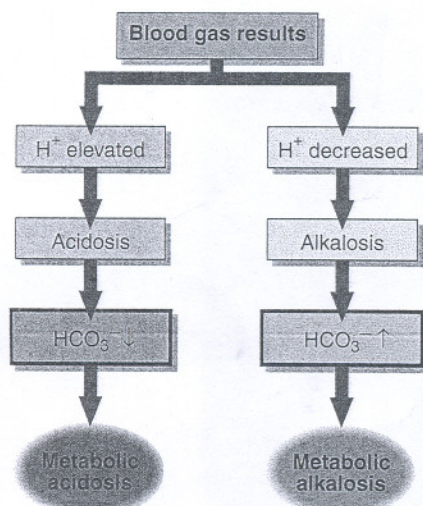 Blood gas results
H⁺ elevated
H⁺ decreased
Acidosis
Alkalosis
HCO₃⁻↓
HCO₃⁻↑
Metabolic
acidosis
Metabolic
alkalosis